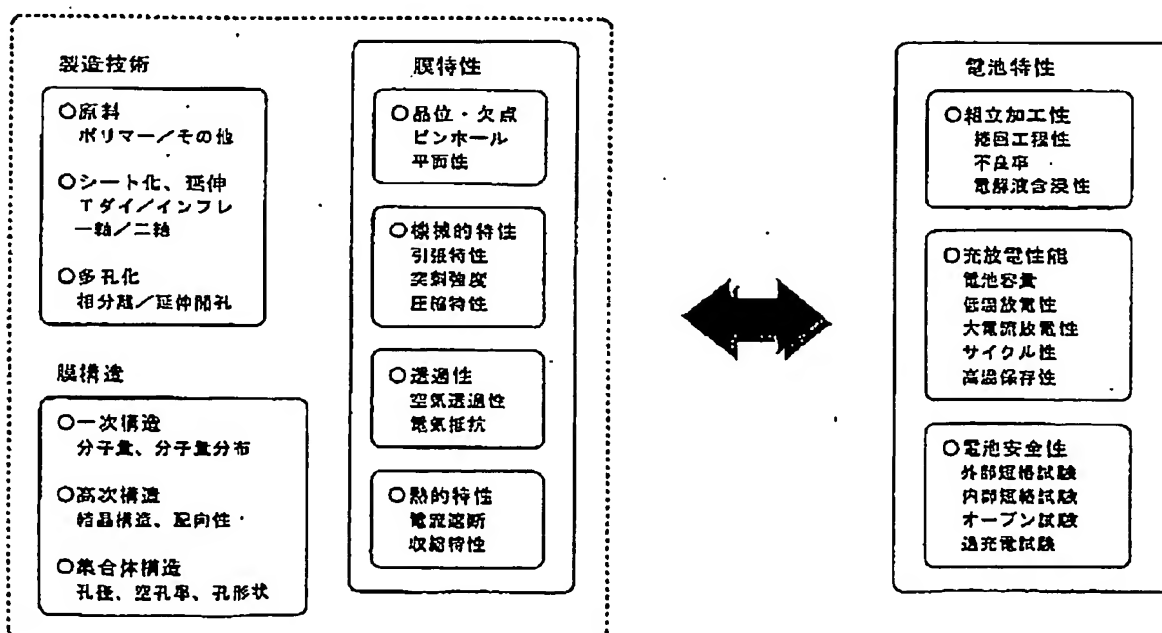 製造技術
○原料
ポリマー／その他
○シート化、延伸
Tダイ／インフレ
一軸／二軸
○多孔化
相分離／延伸開孔
膜構造
○一次構造
分子量、分子量分布
○高次構造
結晶構造、配向性
○集合体構造
孔径、空孔率、孔形状
膜特性
○品位・欠点
ピンホール
平面性
○機械的特性
引張特性
突刺強度
圧縮特性
○透過性
空気透過性
電気抵抗
○熱的特性
電流遮断
収縮特性
電池特性
○組立加工性
捲回工程性
不良率
電解液含浸性
○充放電性能
電池容量
低温放電性
大電流放電性
サイクル性
高温保存性
○電池安全性
外部短絡試験
内部短絡試験
オーブン試験
過充電試験